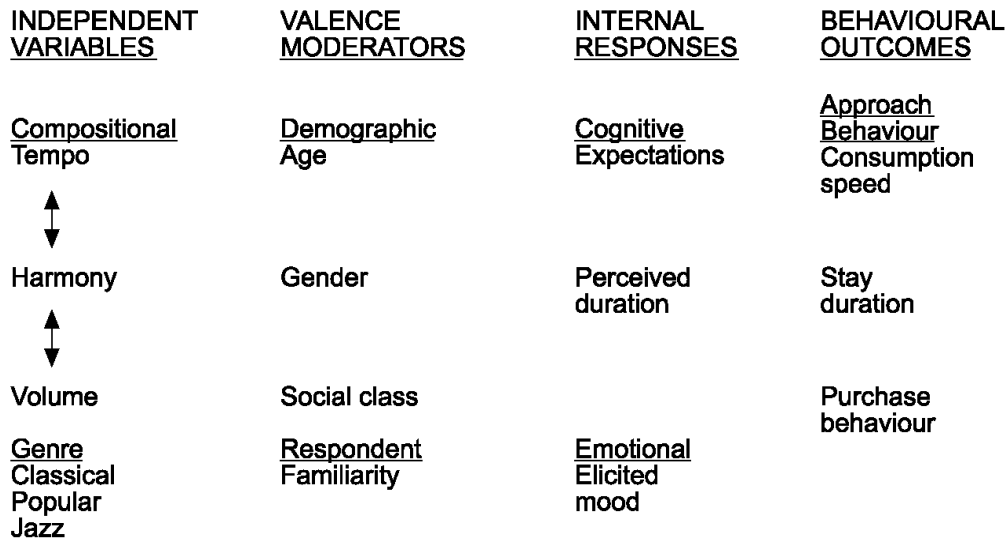 INDEPENDENT
VARIABLES
VALENCE
MODERATORS
INTERNAL
RESPONSES
BEHAVIOURAL
OUTCOMES
Compositional
Tempo
Demographic
Age
Cognitive
Expectations
Approach
Behaviour
Consumption
speed
Harmony
Gender
Perceived
duration
Stay
duration
Volume
Social class
Purchase
behaviour
Genre
Classical
Popular
Jazz
Respondent
Familiarity
Emotional
Elicited
mood